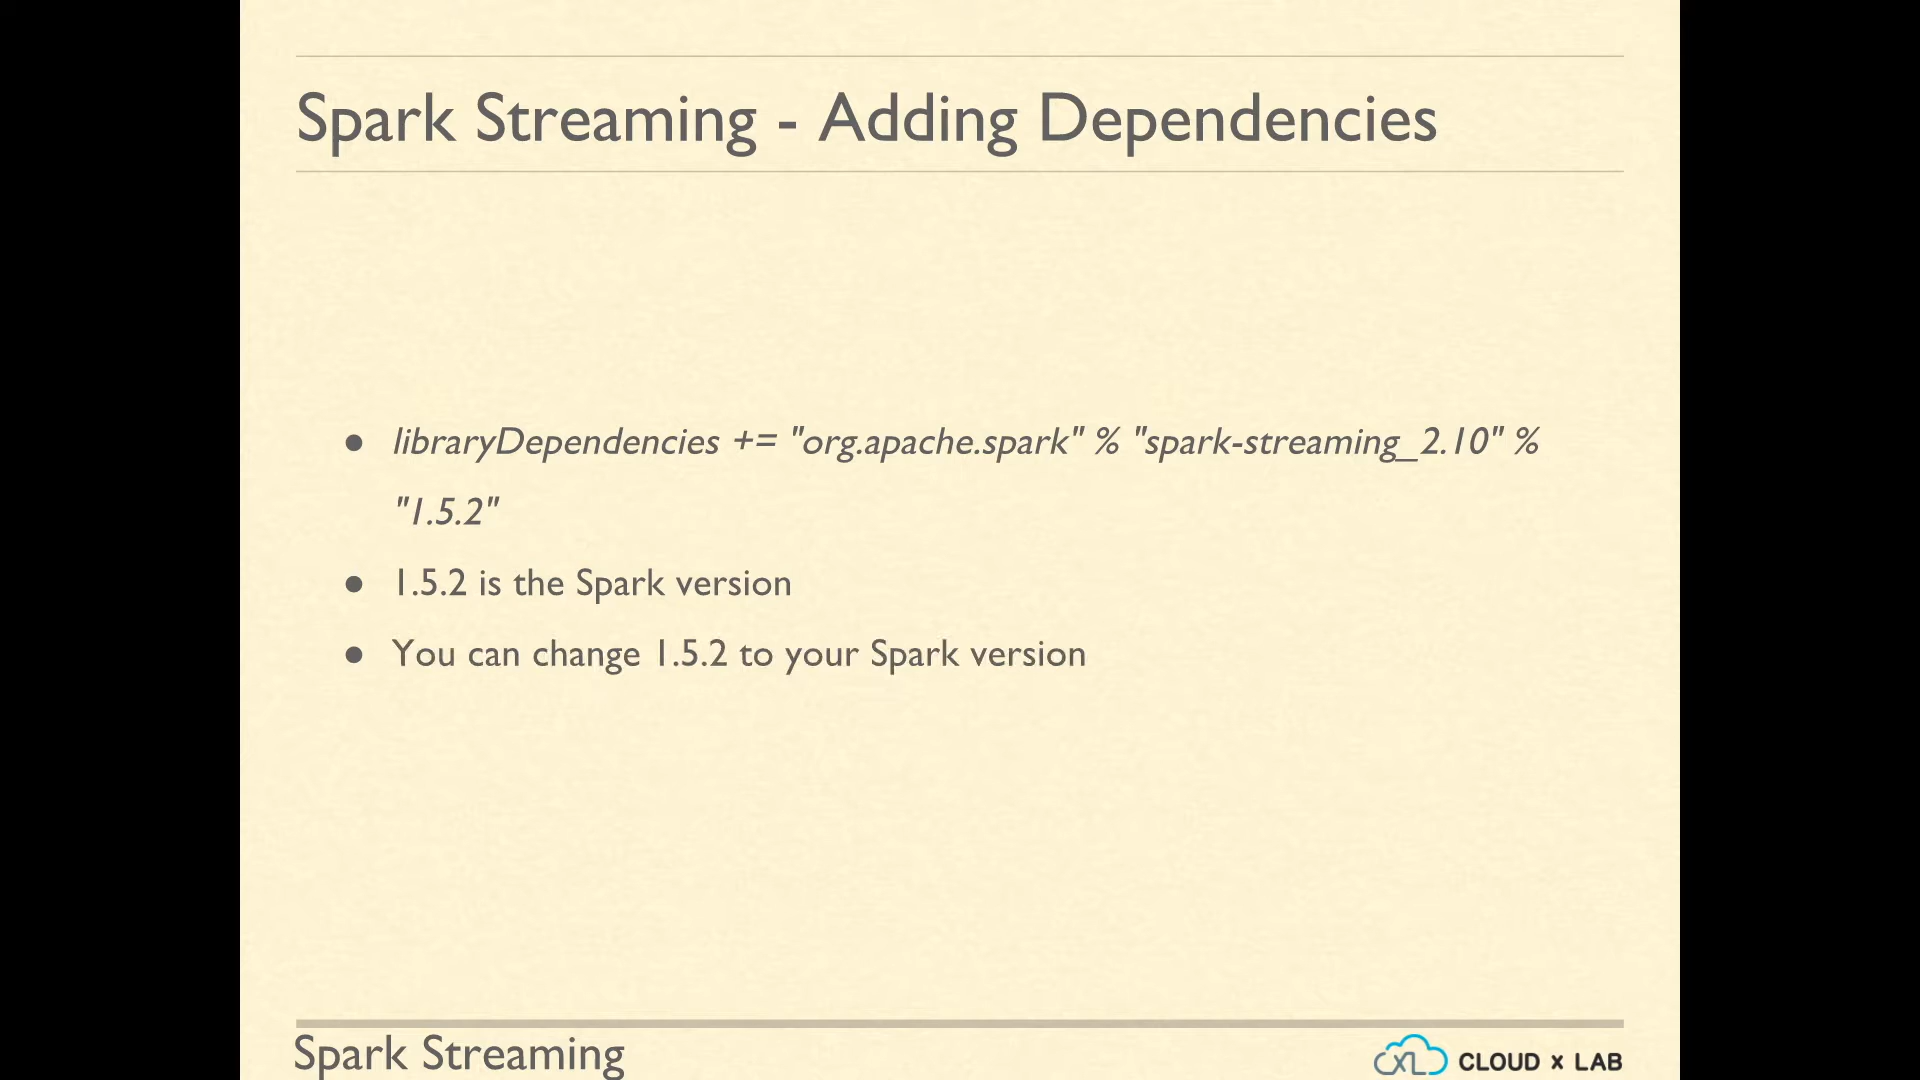 Spark Streaming - Adding Dependencies
● libraryDependencies += "org.apache.spark" % "spark-streaming_2.10" %
"1.5.2"
● 1.5.2 is the Spark version
● You can change 1.5.2 to your Spark version
Spark Streaming
XL CLOUD x LAB